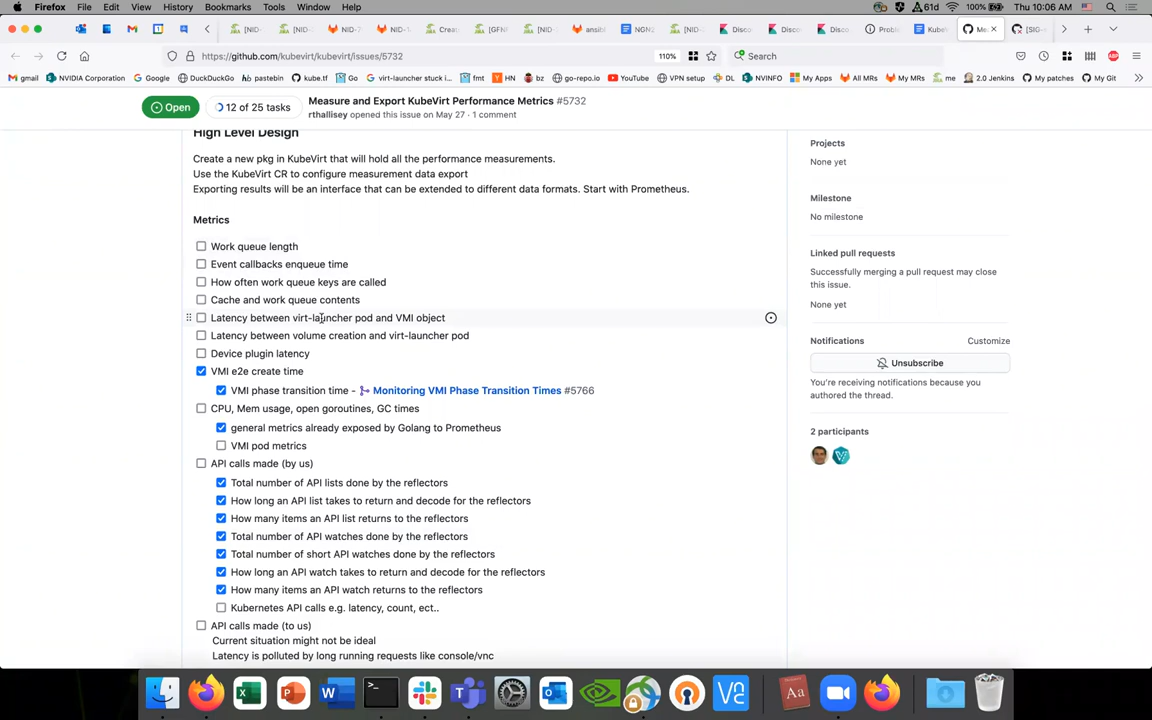 Firefox File Edit View History Bookmarks Tools Window Help
61d 100% Thu 10:06 AM
[NID- [NID- Crea [GFN [NID- ansibl NGN2 [NID- Disco Disco Disco Proble Kube Me [SIG-
https://github.com/kubevirt/kubevirt/issues/5732
110%
Search
gmail NVIDIA Corporation Google DuckDuckGo pastebin kube.tf Go virt-launcher stuck i... fmt HN bz go-repo.io YouTube VPN setup DL NVINFO My Apps All MRs My MRs me 2.0 Jenkins My patches My Git
Open
12 of 25 tasks
Measure and Export KubeVirt Performance Metrics #5732
rthallisey opened this issue on May 27 · 1 comment
High Level Design
Create a new pkg in KubeVirt that will hold all the performance measurements.
Use the KubeVirt CR to configure measurement data export
Exporting results will be an interface that can be extended to different data formats. Start with Prometheus.
Metrics
Work queue length
Event callbacks enqueue time
How often work queue keys are called
Cache and work queue contents
Latency between virt-launcher pod and VMI object
Latency between volume creation and virt-launcher pod
Device plugin latency
VMI e2e create time
VMI phase transition time - Monitoring VMI Phase Transition Times #5766
CPU, Mem usage, open goroutines, GC times
general metrics already exposed by Golang to Prometheus
VMI pod metrics
API calls made (by us)
Total number of API lists done by the reflectors
How long an API list takes to return and decode for the reflectors
How many items an API list returns to the reflectors
Total number of API watches done by the reflectors
Total number of short API watches done by the reflectors
How long an API watch takes to return and decode for the reflectors
How many items an API watch returns to the reflectors
Kubernetes API calls e.g. latency, count, ect..
API calls made (to us)
Current situation might not be ideal
Latency is polluted by long running requests like console/vnc
Projects
None yet
Milestone
No milestone
Linked pull requests
Successfully merging a pull request may close
this issue.
None yet
Notifications
Customize
Unsubscribe
You're receiving notifications because you
authored the thread.
2 participants